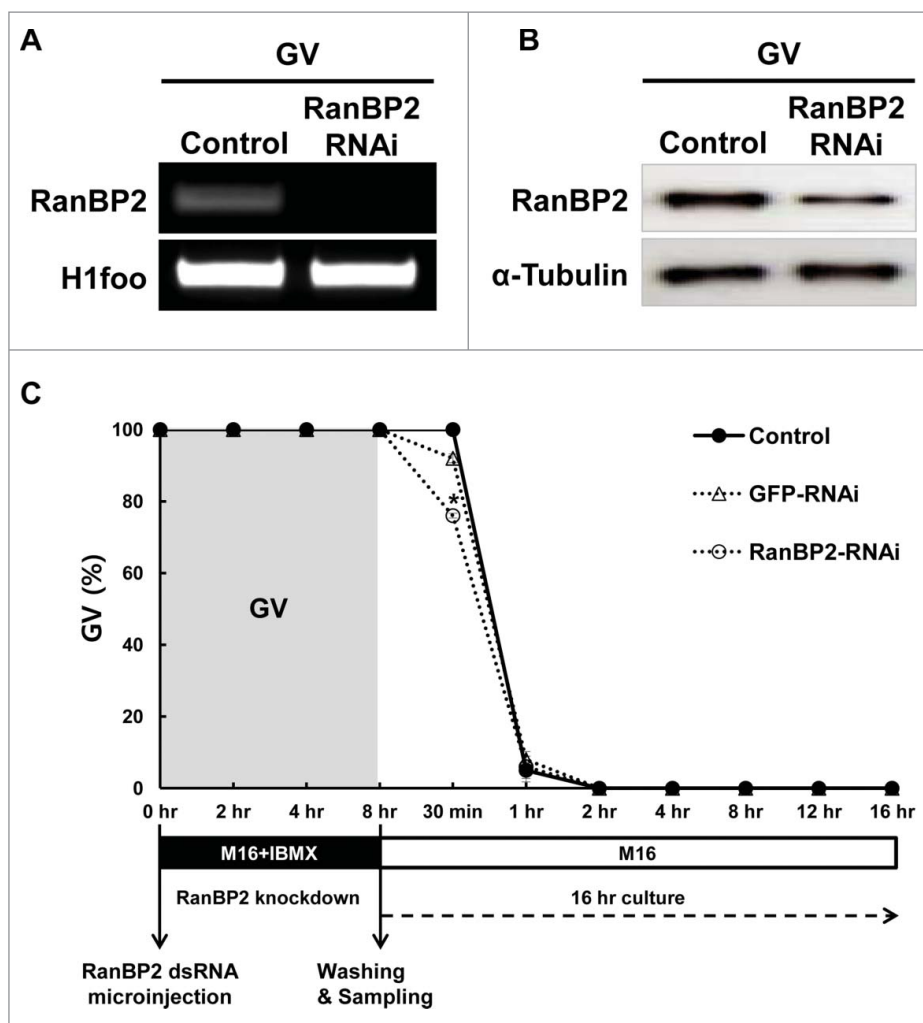 A
GV
Control
RanBP2
RNAi
RanBP2
H1foo
B
GV
Control
RanBP2
RNAi
RanBP2
α-Tubulin
C
GV (%)
100
80
60
40
20
0
GV
*
Control
GFP-RNAi
RanBP2-RNAi
0 hr 2 hr 4 hr 8 hr 30 min 1 hr 2 hr 4 hr 8 hr 12 hr 16 hr
M16+IBMX M16
RanBP2 knockdown 16 hr culture
RanBP2 dsRNA
microinjection
Washing
& Sampling